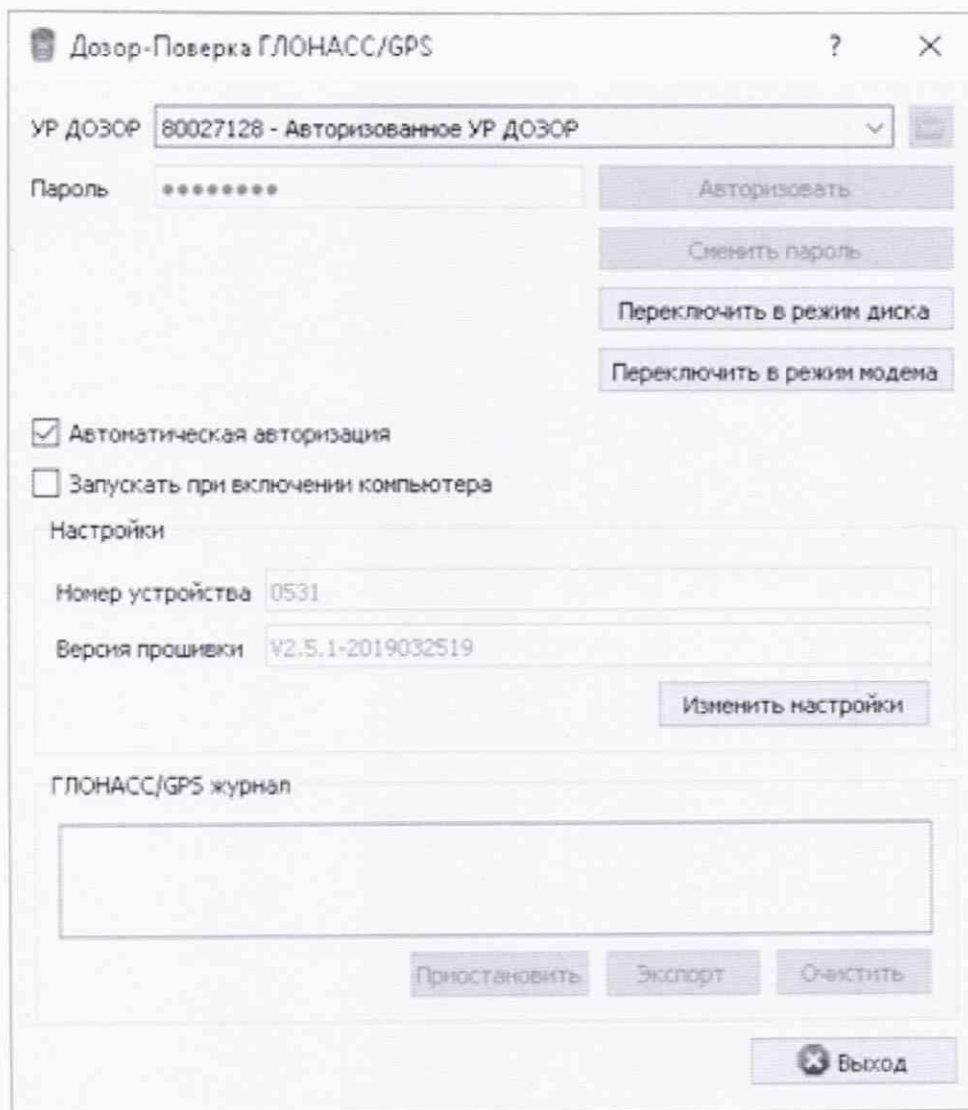 Дозор-Поверка ГЛОНАСС/GPS ?
УР ДОЗОР 80027128 - Авторизованное УР ДОЗОР
Пароль ●●●●●●●● Авторизовать
Сменить пароль
Переключить в режим диска
Переключить в режим модема
Автоматическая авторизация
Запускать при включении компьютера
Настройки
Номер устройства 0531
Версия прошивки V2.5.1-2019032519
Изменить настройки
ГЛОНАСС/GPS журнал
Приостановить Экспорт Очистить
Выход